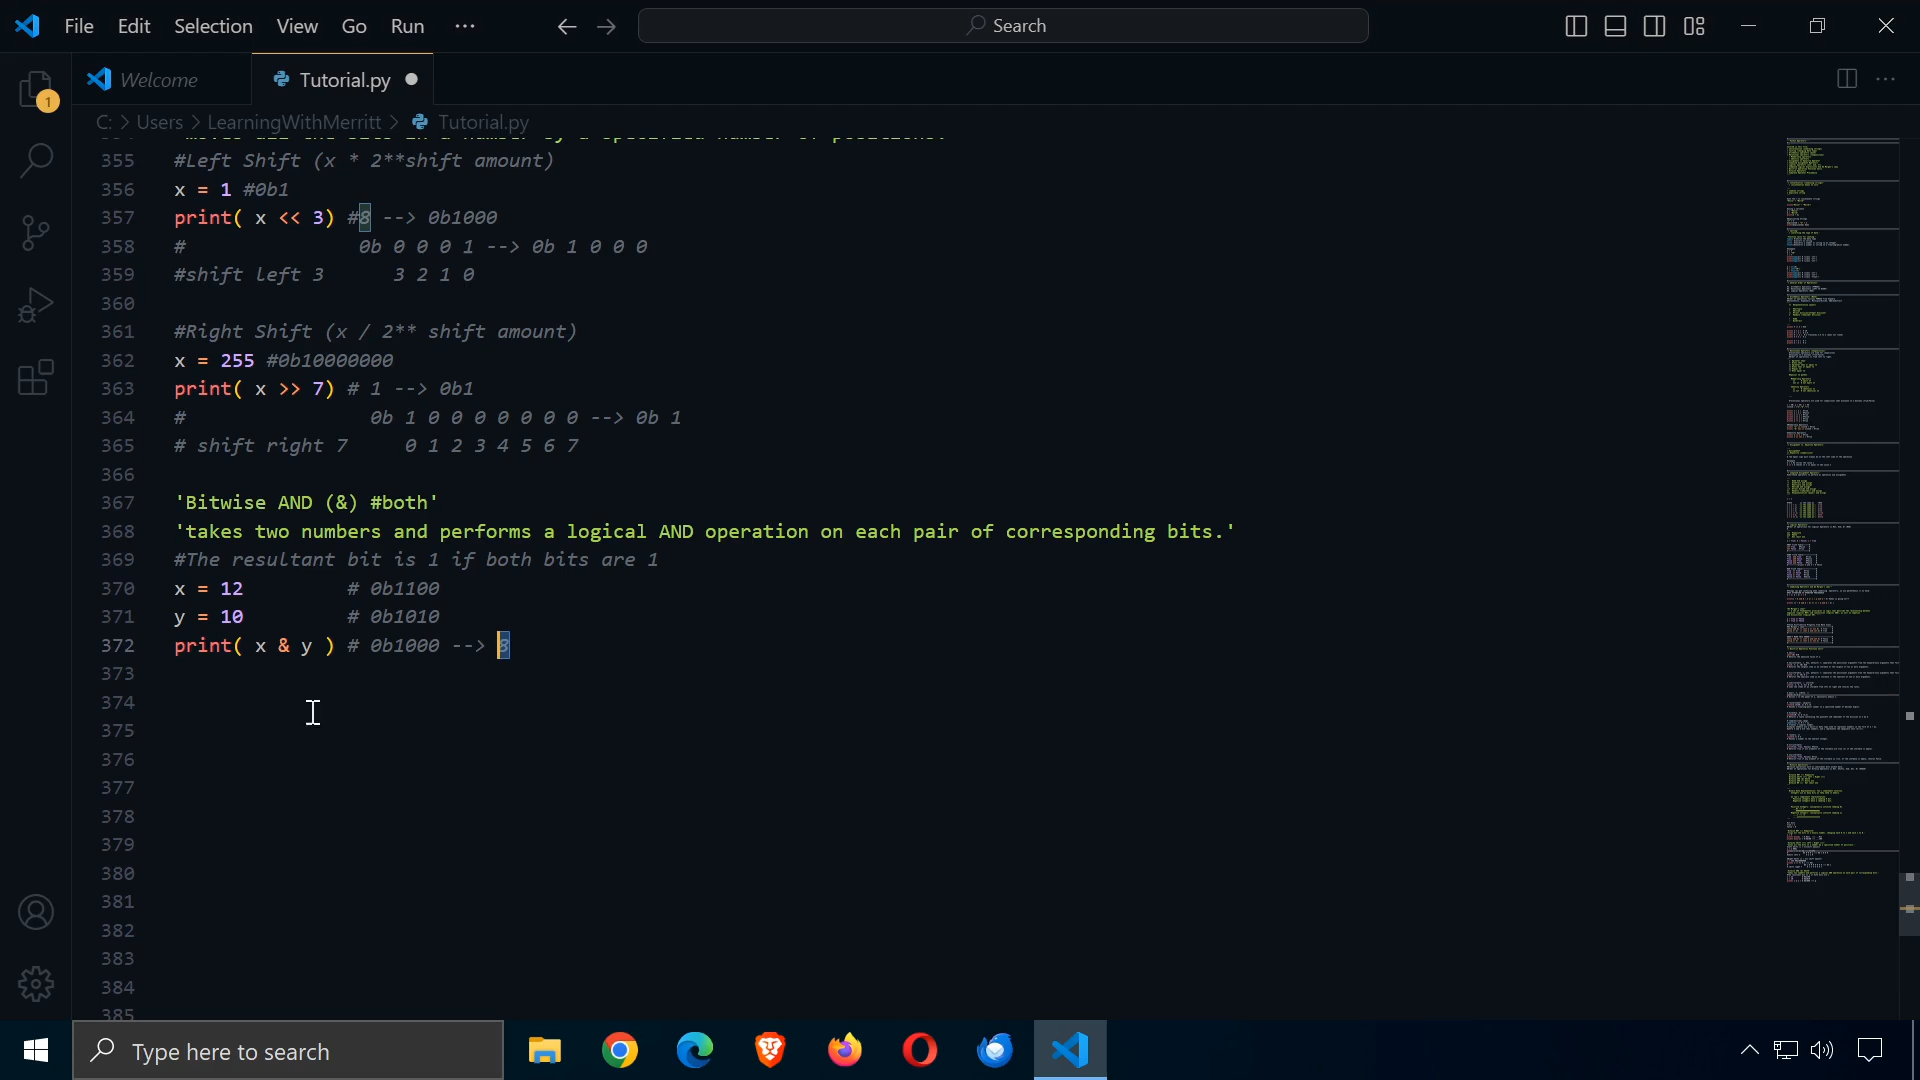 File Edit Selection View Go Run ···
Search
Welcome
Tutorial.py
1
C: > Users > LearningWithMerritt > Tutorial.py
355 #Left Shift (x * 2**shift amount)
356 x = 1 #0b1
357 print( x << 3) #8 --> 0b1000
358 # 0b 0 0 0 1 --> 0b 1 0 0 0
359 #shift left 3 3 2 1 0
360
361 #Right Shift (x / 2** shift amount)
362 x = 255 #0b10000000
363 print( x >> 7) # 1 --> 0b1
364 # 0b 1 0 0 0 0 0 0 0 --> 0b 1
365 # shift right 7 0 1 2 3 4 5 6 7
366
367 'Bitwise AND (&) #both'
368 'takes two numbers and performs a logical AND operation on each pair of corresponding bits.'
369 #The resultant bit is 1 if both bits are 1
370 x = 12 # 0b1100
371 y = 10 # 0b1010
372 print( x & y ) # 0b1000 --> 8
373
374
375
376
377
378
379
380
381
382
383
384
385
Type here to search